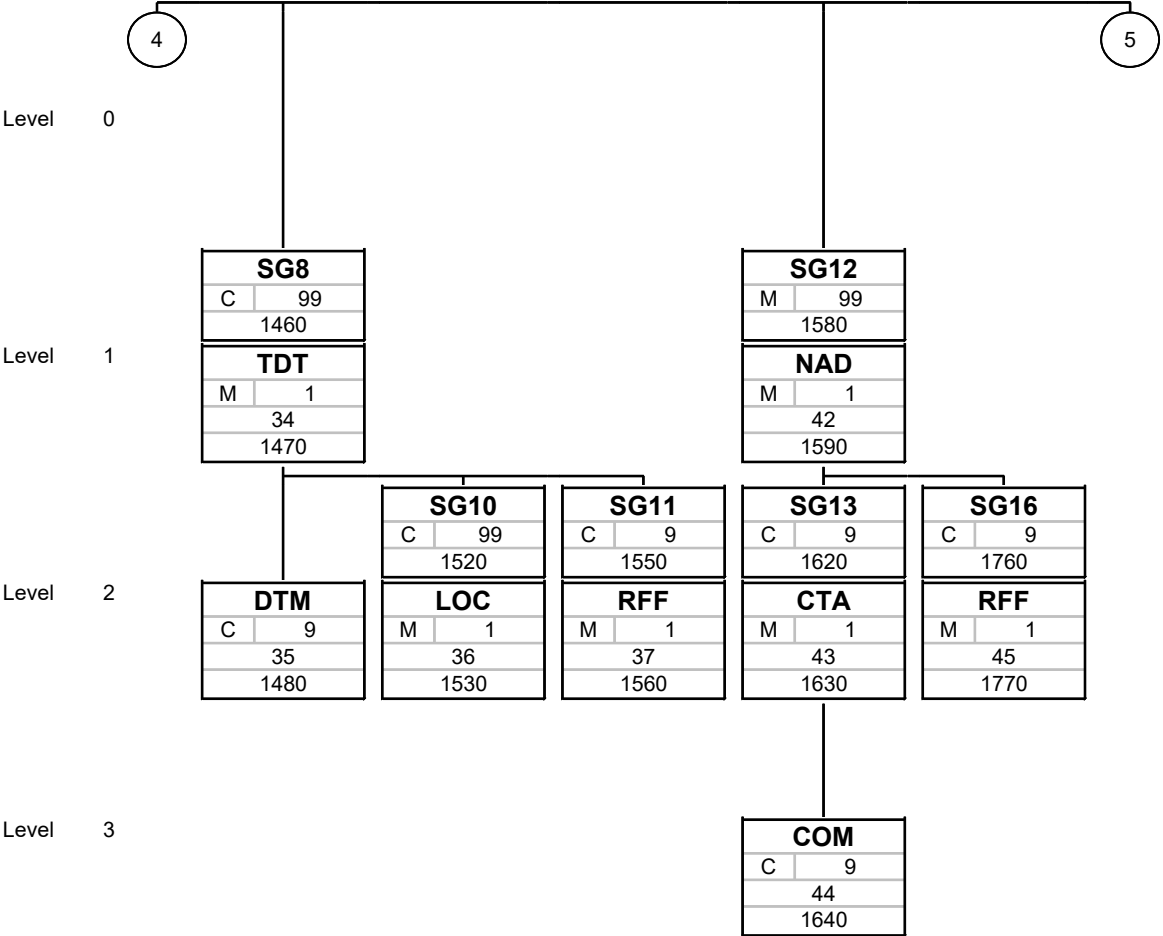 4 5
Level 0
SG8 SG12
C 99 M 99
1460 1580
Level 1
TDT NAD
M 1 M 1
34 42
1470 1590
SG10 SG11 SG13 SG16
C 99 C 9 C 9 C 9
1520 1550 1620 1760
Level 2
DTM LOC RFF CTA RFF
C 9 M 1 M 1 M 1 M 1
35 36 37 43 45
1480 1530 1560 1630 1770
Level 3
COM
C 9
44
1640